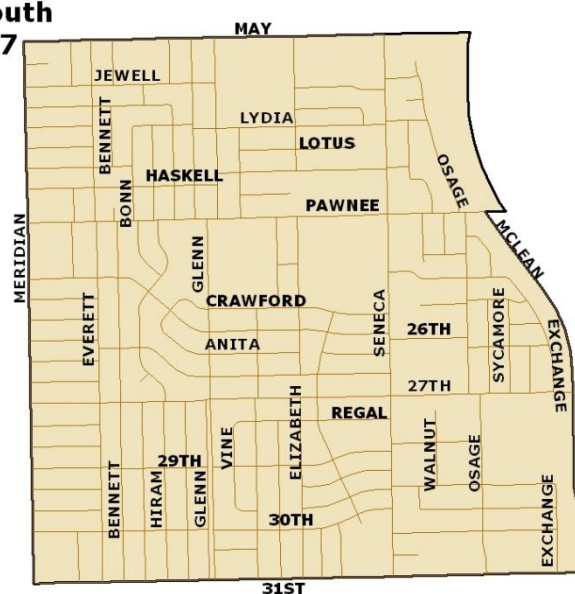 outh
7
MAY
JEWELL
BENNETT
LYDIA
LOTUS
HASKELL
BONN
OSAGE
PAWNEE
MERIDIAN
MCLEAN
GLENN
CRAWFORD
EVERETT
ANITA
SENECA
26TH
SYCAMORE
EXCHANGE
27TH
ELIZABETH
REGAL
VINE
WALNUT
OSAGE
29TH
BENNETT
HIRAM
GLENN
30TH
EXCHANGE
31ST